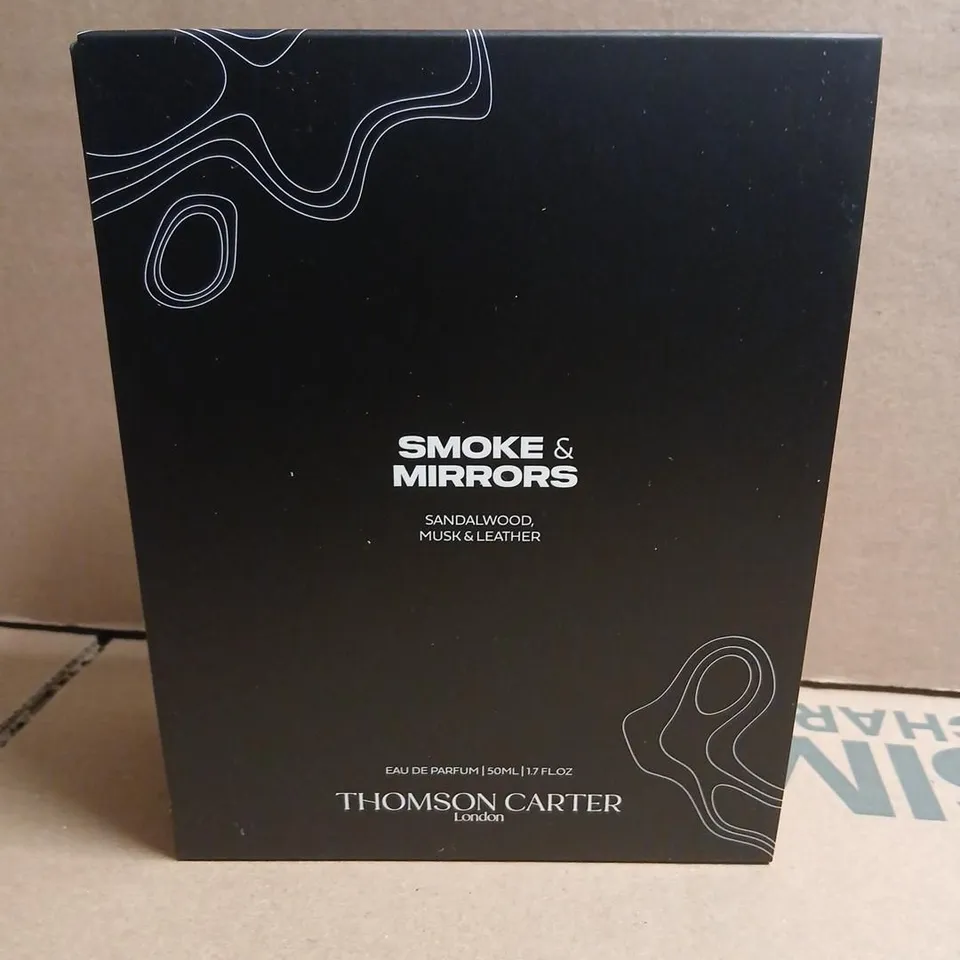 SMOKE &
MIRRORS
SANDALWOOD,
MUSK & LEATHER
EAU DE PARFUM | 50ML | 1.7 FL.OZ
THOMSON CARTER
London